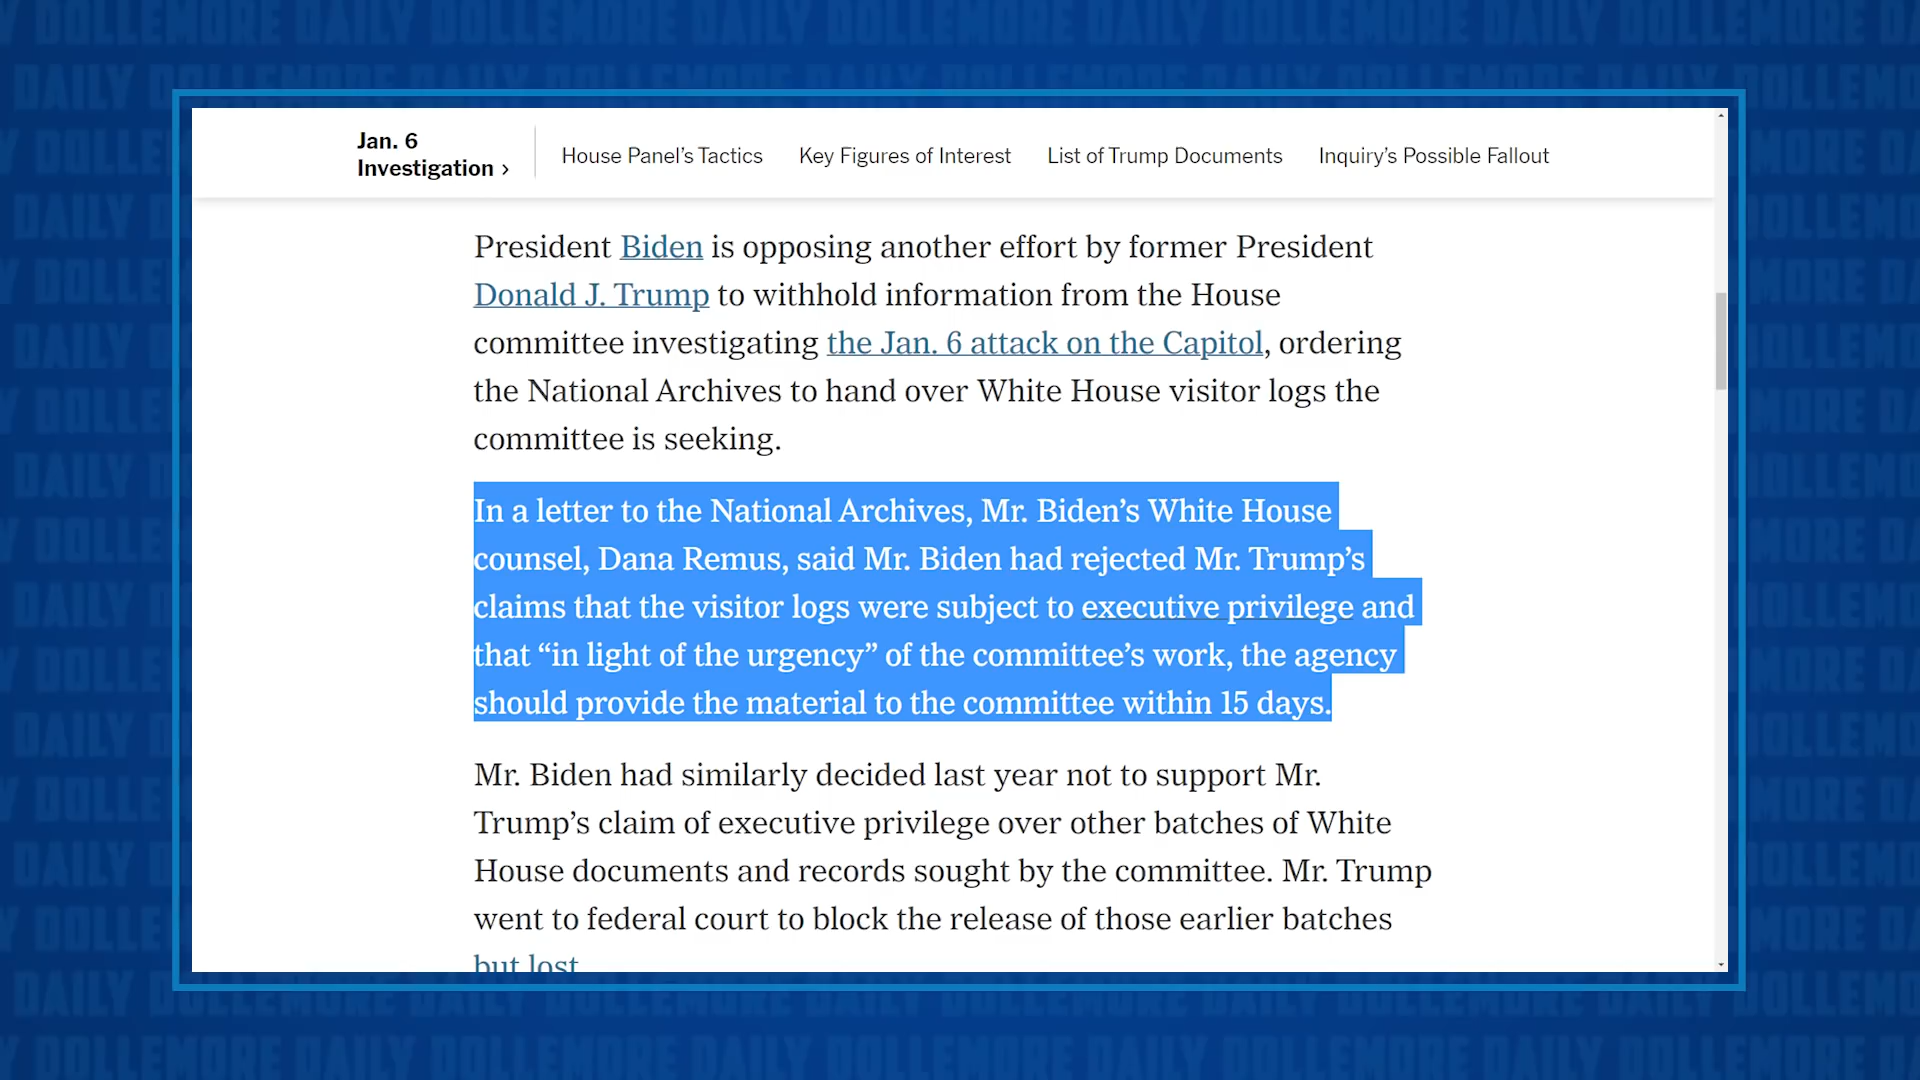 DAILY DOLLEMORE
Jan. 6
Investigation ›
House Panel’s Tactics
Key Figures of Interest
List of Trump Documents
Inquiry’s Possible Fallout
President Biden is opposing another effort by former President
Donald J. Trump to withhold information from the House
committee investigating the Jan. 6 attack on the Capitol, ordering
the National Archives to hand over White House visitor logs the
committee is seeking.
In a letter to the National Archives, Mr. Biden’s White House
counsel, Dana Remus, said Mr. Biden had rejected Mr. Trump’s
claims that the visitor logs were subject to executive privilege and
that “in light of the urgency” of the committee’s work, the agency
should provide the material to the committee within 15 days.
Mr. Biden had similarly decided last year not to support Mr.
Trump’s claim of executive privilege over other batches of White
House documents and records sought by the committee. Mr. Trump
went to federal court to block the release of those earlier batches
but lost